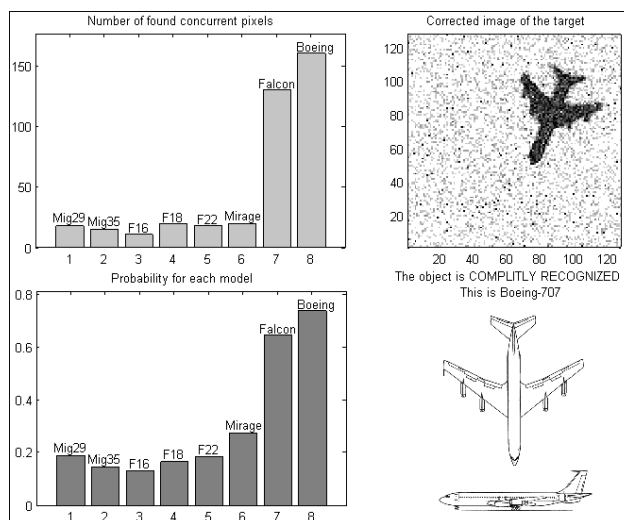 Number of found concurrent pixels
150
100
50
0
Mig29 Mig35 F16 F18 F22 Mirage Falcon Boeing
1 2 3 4 5 6 7 8
Corrected image of the target
120
100
80
60
40
20
20 40 60 80 100 120
The object is COMPLITLY RECOGNIZED
This is Boeing-707
Probability for each model
0.8
0.6
0.4
0.2
0
Mig29 Mig35 F16 F18 F22 Mirage Falcon Boeing
1 2 3 4 5 6 7 8